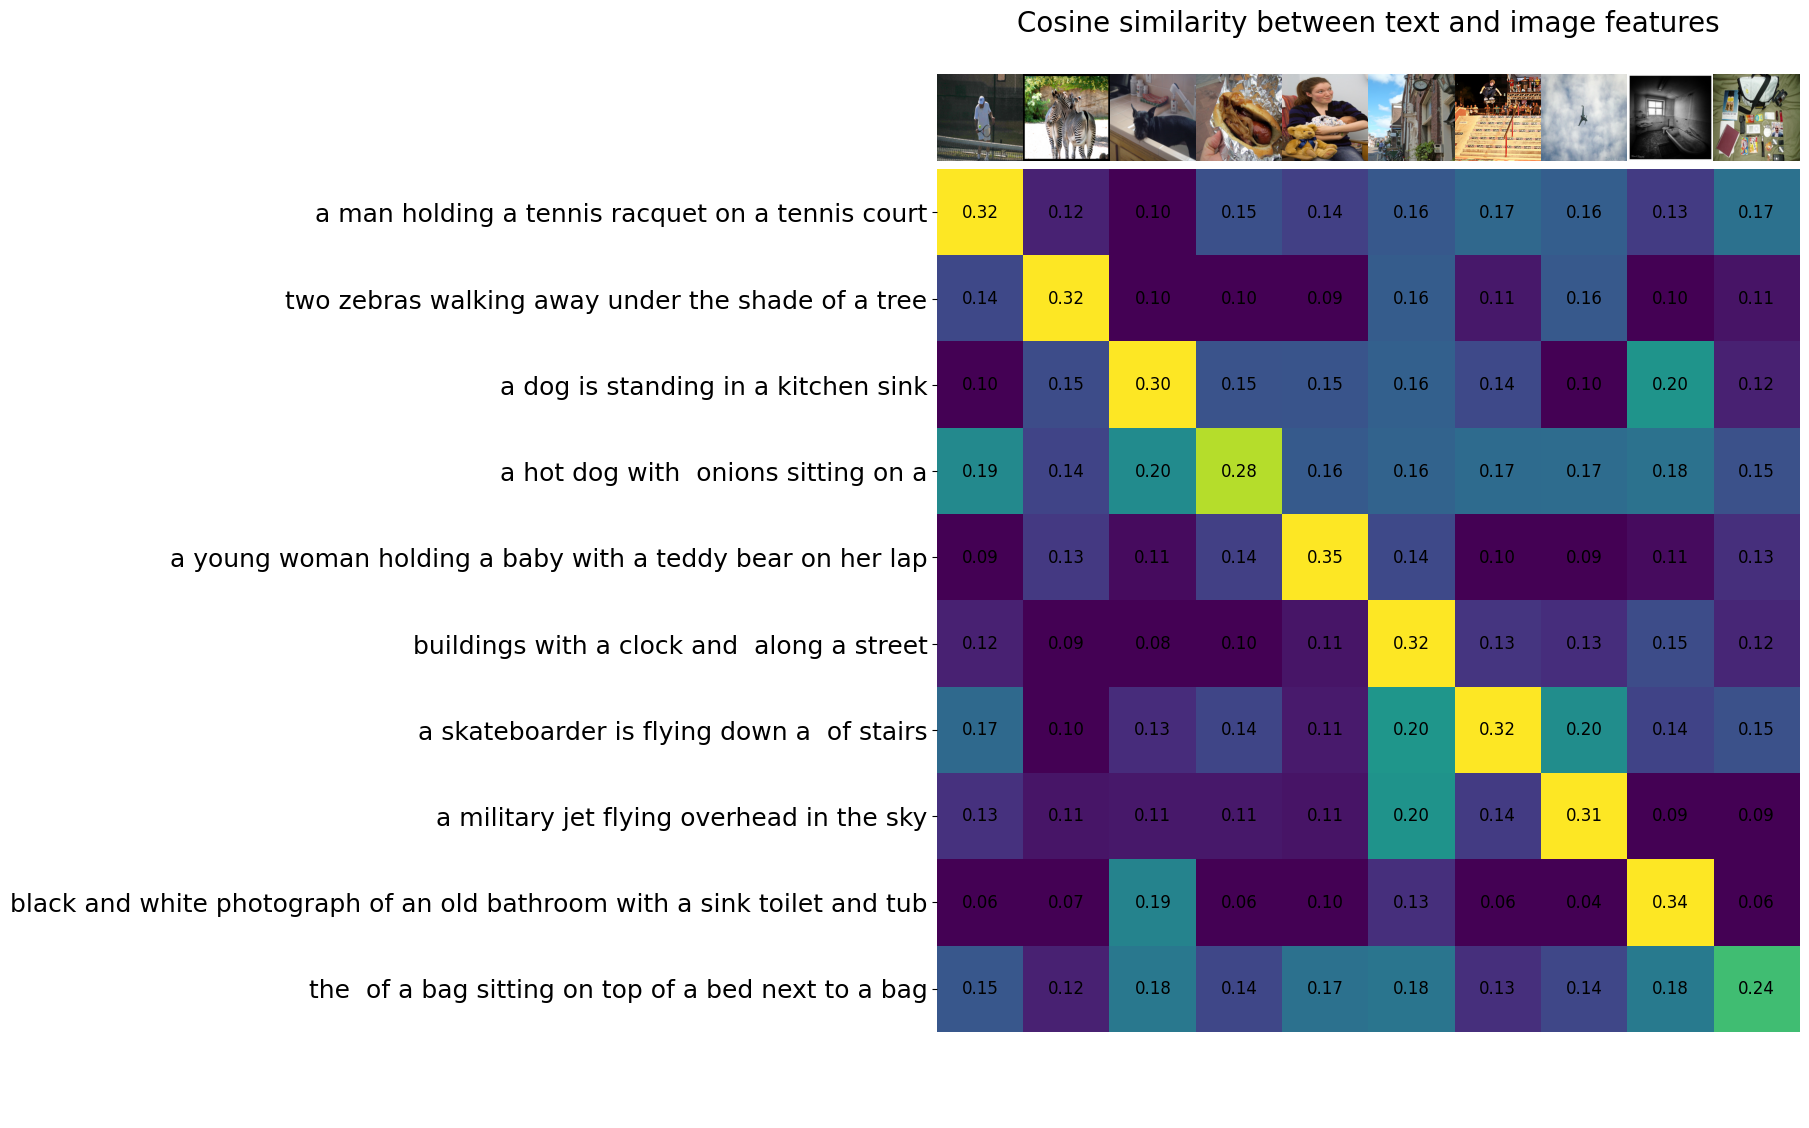 Cosine similarity between text and image features
a man holding a tennis racquet on a tennis court 0.32 0.12 0.10 0.15 0.14 0.16 0.17 0.16 0.13 0.17
two zebras walking away under the shade of a tree 0.14 0.32 0.10 0.10 0.09 0.16 0.11 0.16 0.10 0.11
a dog is standing in a kitchen sink 0.10 0.15 0.30 0.15 0.15 0.16 0.14 0.10 0.20 0.12
a hot dog with  onions sitting on a 0.19 0.14 0.20 0.28 0.16 0.16 0.17 0.17 0.18 0.15
a young woman holding a baby with a teddy bear on her lap 0.09 0.13 0.11 0.14 0.35 0.14 0.10 0.09 0.11 0.13
buildings with a clock and  along a street 0.12 0.09 0.08 0.10 0.11 0.32 0.13 0.13 0.15 0.12
a skateboarder is flying down a  of stairs 0.17 0.10 0.13 0.14 0.11 0.20 0.32 0.20 0.14 0.15
a military jet flying overhead in the sky 0.13 0.11 0.11 0.11 0.11 0.20 0.14 0.31 0.09 0.09
black and white photograph of an old bathroom with a sink toilet and tub 0.06 0.07 0.19 0.06 0.10 0.13 0.06 0.04 0.34 0.06
the  of a bag sitting on top of a bed next to a bag 0.15 0.12 0.18 0.14 0.17 0.18 0.13 0.14 0.18 0.24